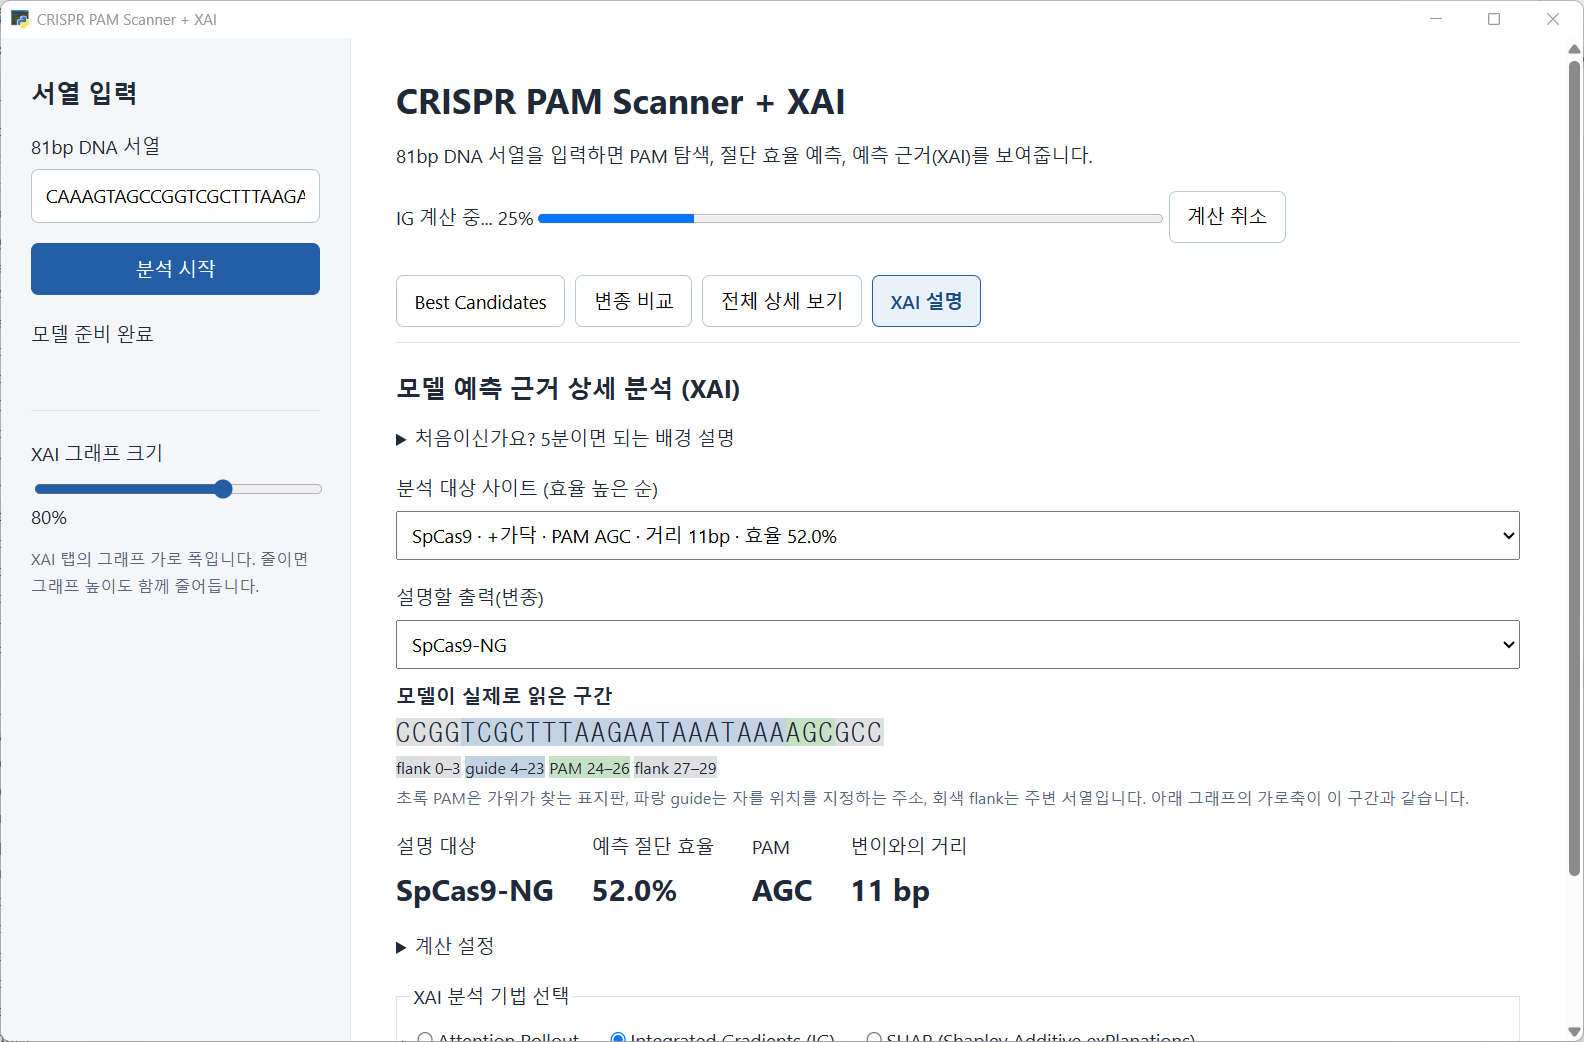 CRISPR PAM Scanner + XAI
서열 입력
81bp DNA 서열
CAAAGTAGCCGGTCGCTTTAAGA
분석 시작
모델 준비 완료
XAI 그래프 크기
80%
XAI 탭의 그래프 가로 폭입니다. 줄이면
그래프 높이도 함께 줄어듭니다.
CRISPR PAM Scanner + XAI
81bp DNA 서열을 입력하면 PAM 탐색, 절단 효율 예측, 예측 근거(XAI)를 보여줍니다.
IG 계산 중... 25%
계산 취소
Best Candidates
변종 비교
전체 상세 보기
XAI 설명
모델 예측 근거 상세 분석 (XAI)
▶ 처음이신가요? 5분이면 되는 배경 설명
분석 대상 사이트 (효율 높은 순)
SpCas9 · +가닥 · PAM AGC · 거리 11bp · 효율 52.0%
설명할 출력(변종)
SpCas9-NG
모델이 실제로 읽은 구간
CCGGTCGCTTTAAGAATAAATAAAAGCGCC
flank 0–3 guide 4–23 PAM 24–26 flank 27–29
초록 PAM은 가위가 찾는 표지판, 파랑 guide는 자를 위치를 지정하는 주소, 회색 flank는 주변 서열입니다. 아래 그래프의 가로축이 이 구간과 같습니다.
설명 대상
SpCas9-NG
예측 절단 효율
52.0%
PAM
AGC
변이와의 거리
11 bp
▶ 계산 설정
XAI 분석 기법 선택
Attention Rollout
Integrated Gradients (IG)
SHAP (Shapley Additive exPlanations)